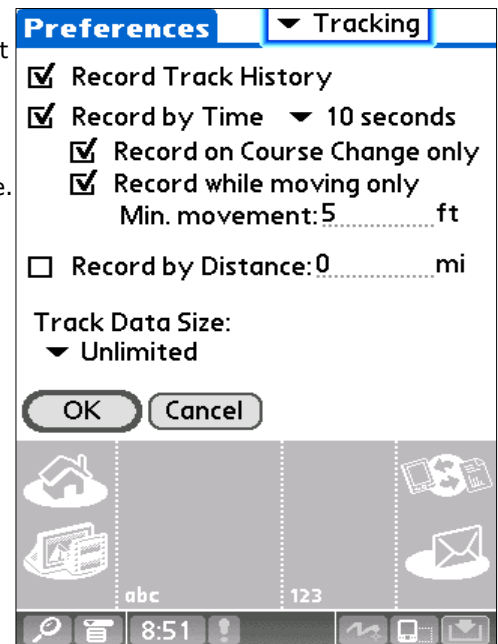 Preferences Tracking
t
Record Track History
Record by Time 10 seconds
Record on Course Change only
e.
Record while moving only
Min. movement: 5 ft
Record by Distance: 0 mi
Track Data Size:
Unlimited
OK Cancel
abc 123
8:51